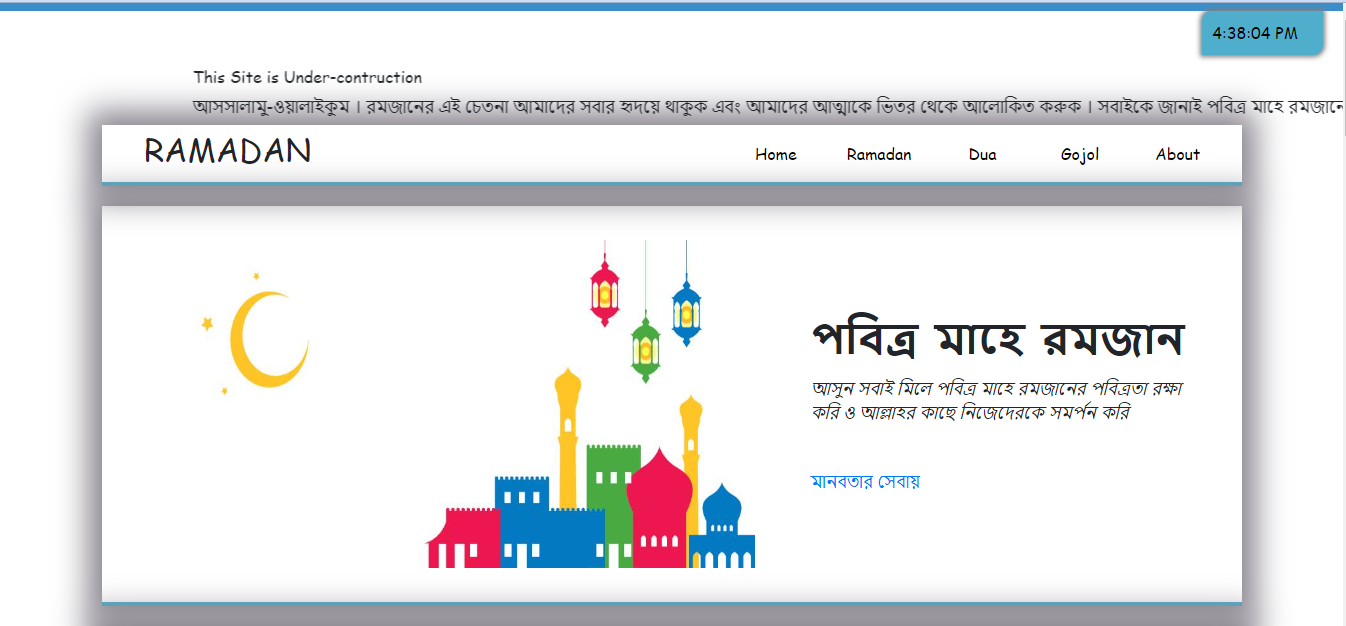 4:38:04 PM
This Site is Under-contruction
আসসালামু-ওয়ালাইকুম । রমজানের এই চেতনা আমাদের সবার হৃদয়ে থাকুক এবং আমাদের আত্মাকে ভিতর থেকে আলোকিত করুক । সবাইকে জানাই পবিত্র মাহে রমজানে
RAMADAN Home Ramadan Dua Gojol About
পবিত্র মাহে রমজান
আসুন সবাই মিলে পবিত্র মাহে রমজানের পবিত্রতা রক্ষা
করি ও আল্লাহর কাছে নিজেদেরকে সমর্পন করি
মানবতার সেবায়